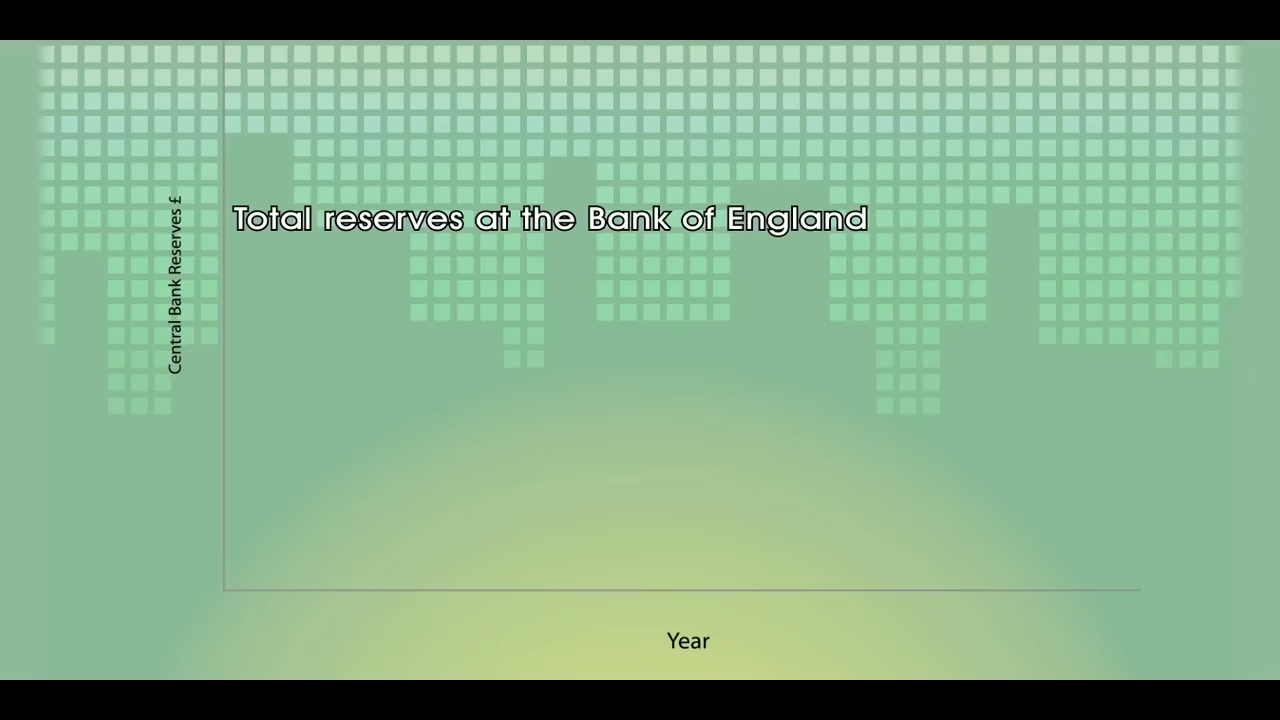 Total reserves at the Bank of England
Central Bank Reserves £
Year